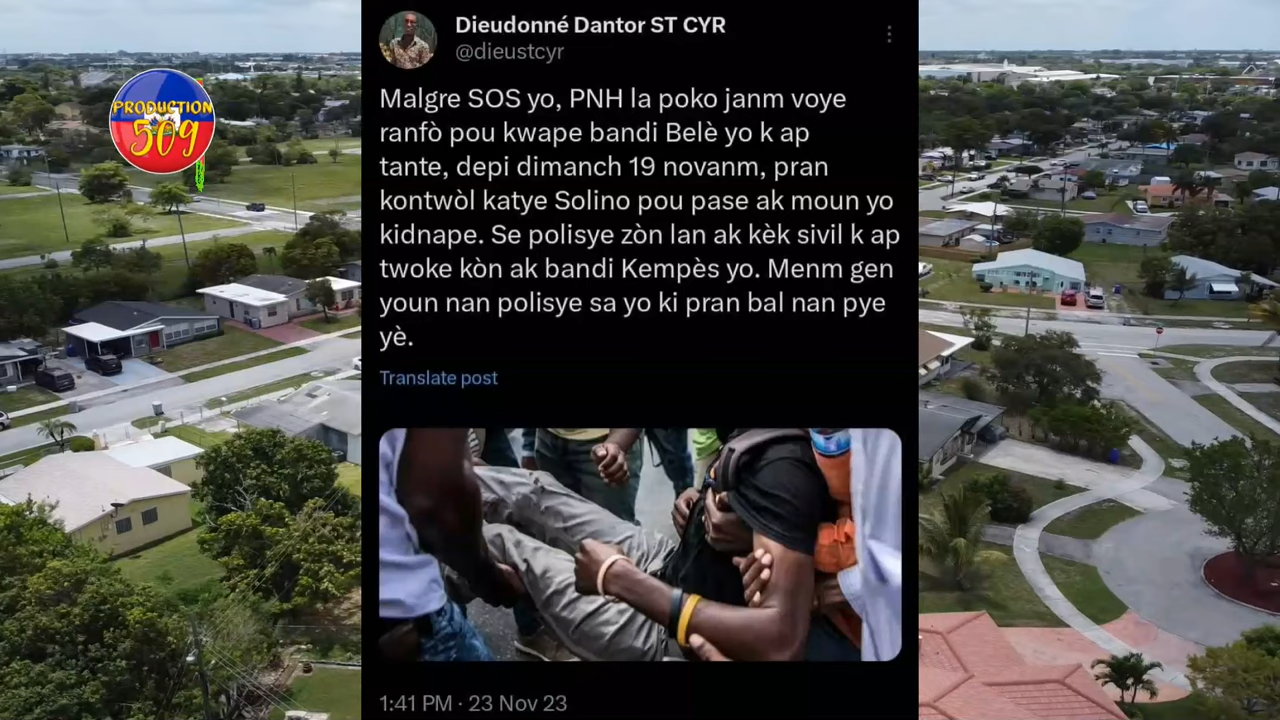 PRODUCTION
509
Dieudonné Dantor ST CYR
@dieustcyr
Malgre SOS yo, PNH la poko janm voye
ranfò pou kwape bandi Belè yo k ap
tante, depi dimanch 19 novanm, pran
kontwòl katye Solino pou pase ak moun yo
kidnape. Se polisye zòn lan ak kèk sivil k ap
twoke kòn ak bandi Kempès yo. Menm gen
youn nan polisye sa yo ki pran bal nan pye
yè.
Translate post
1:41 PM · 23 Nov 23